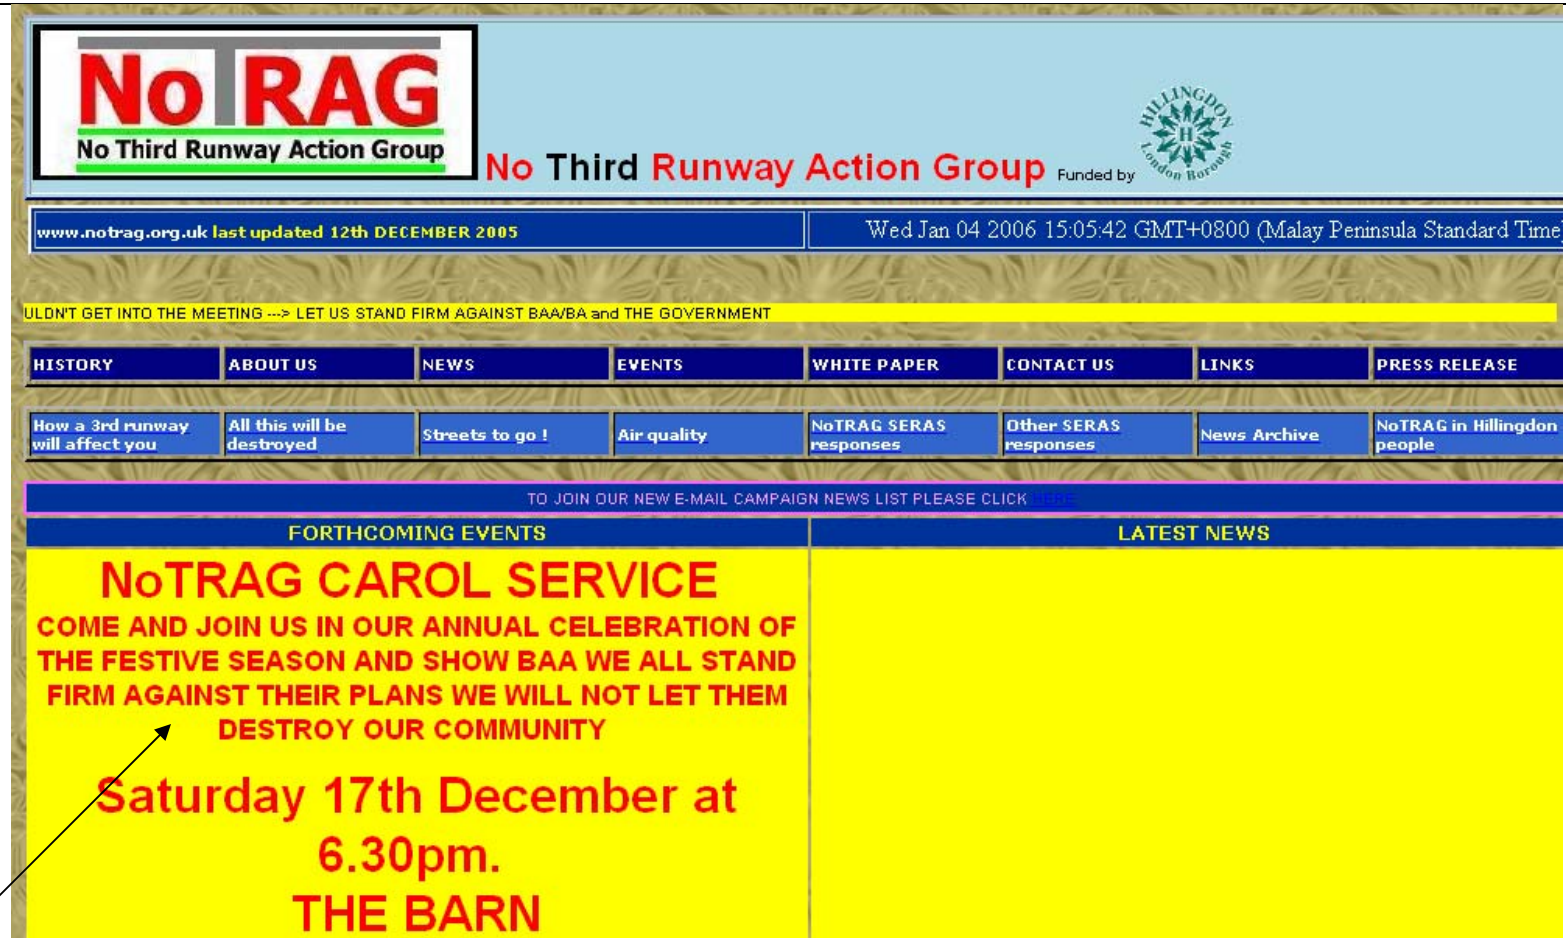 NoTRAG
No Third Runway Action Group
No Third Runway Action Group Funded by
HILLINGDON
H
London Borough
www.notrag.org.uk last updated 12th DECEMBER 2005
Wed Jan 04 2006 15:05:42 GMT+0800 (Malay Peninsula Standard Time
ULDN'T GET INTO THE MEETING ---> LET US STAND FIRM AGAINST BAA/BA and THE GOVERNMENT
HISTORY ABOUT US NEWS EVENTS WHITE PAPER CONTACT US LINKS PRESS RELEASE
How a 3rd runway
will affect you
All this will be
destroyed
Streets to go !
Air quality
NoTRAG SERAS
responses
Other SERAS
responses
News Archive
NoTRAG in Hillingdon
people
TO JOIN OUR NEW E-MAIL CAMPAIGN NEWS LIST PLEASE CLICK HERE
FORTHCOMING EVENTS
NoTRAG CAROL SERVICE
COME AND JOIN US IN OUR ANNUAL CELEBRATION OF
THE FESTIVE SEASON AND SHOW BAA WE ALL STAND
FIRM AGAINST THEIR PLANS WE WILL NOT LET THEM
DESTROY OUR COMMUNITY
Saturday 17th December at
6.30pm.
THE BARN
LATEST NEWS